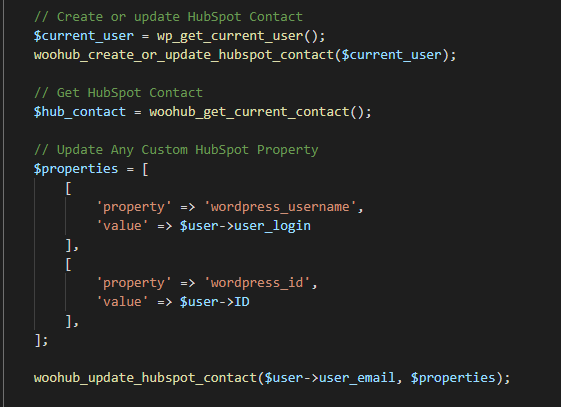 // Create or update HubSpot Contact
$current_user = wp_get_current_user();
woohub_create_or_update_hubspot_contact($current_user);
// Get HubSpot Contact
$hub_contact = woohub_get_current_contact();
// Update Any Custom HubSpot Property
$properties = [
[
'property' => 'wordpress_username',
'value' => $user->user_login
],
[
'property' => 'wordpress_id',
'value' => $user->ID
],
];
woohub_update_hubspot_contact($user->user_email, $properties);